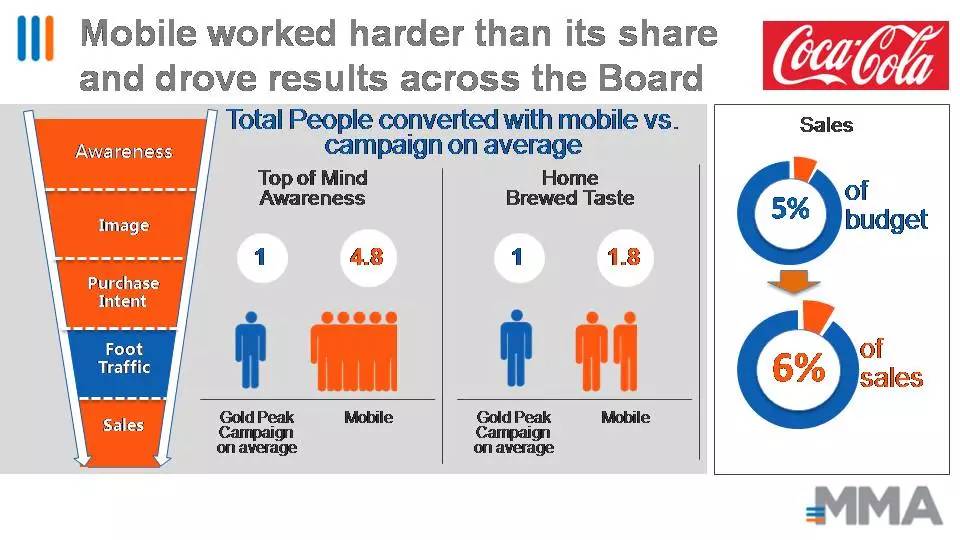 Mobile worked harder than its share
and drove results across the Board
Coca-Cola
Total People converted with mobile vs.
campaign on average
Awareness
Image
Purchase
Intent
Foot
Traffic
Sales
Top of Mind
Awareness
1
4.8
Gold Peak
Campaign
on average
Mobile
Home
Brewed Taste
1
1.8
Gold Peak
Campaign
on average
Mobile
Sales
5%
of
budget
6%
of
sales
MMA